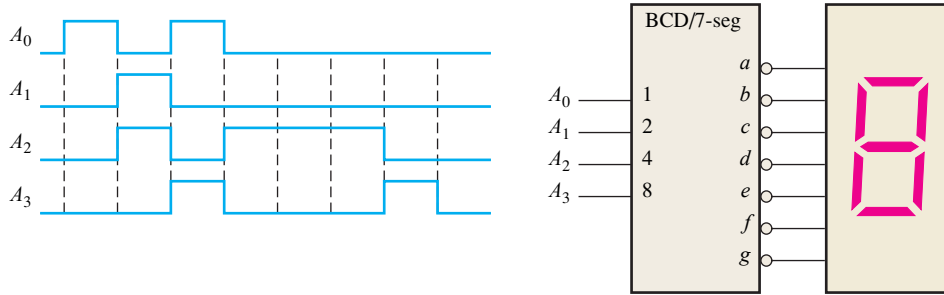 A₀
A₁
A₂
A₃
BCD/7-seg
A₀ 1
A₁ 2
A₂ 4
A₃ 8
a
b
c
d
e
f
g